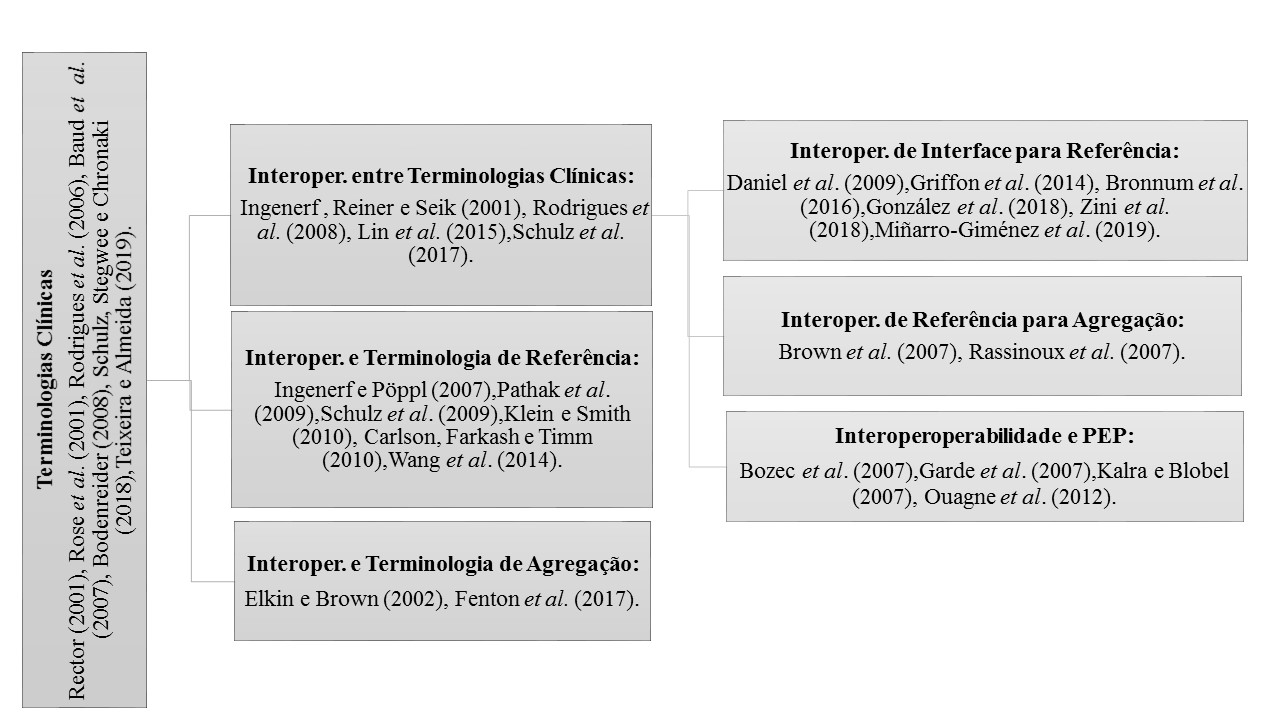 Terminologias Clínicas
Rector (2001), Rose et al. (2001), Rodrigues et al. (2006), Baud et al.
(2007), Bodenreider (2008), Schulz, Stegwee e Chronaki
(2018),Teixeira e Almeida (2019).
Interoper. entre Terminologias Clínicas:
Ingenerf , Reiner e Seik (2001), Rodrigues et
al. (2008), Lin et al. (2015),Schulz et al.
(2017).
Interoper. e Terminologia de Referência:
Ingenerf e Pöppl (2007),Pathak et al.
(2009),Schulz et al. (2009),Klein e Smith
(2010), Carlson, Farkash e Timm
(2010),Wang et al. (2014).
Interoper. e Terminologia de Agregação:
Elkin e Brown (2002), Fenton et al. (2017).
Interoper. de Interface para Referência:
Daniel et al. (2009),Griffon et al. (2014), Bronnum et al.
(2016),González et al. (2018), Zini et al.
(2018),Miñarro-Giménez et al. (2019).
Interoper. de Referência para Agregação:
Brown et al. (2007), Rassinoux et al. (2007).
Interoperoperabilidade e PEP:
Bozec et al. (2007),Garde et al. (2007),Kalra e Blobel
(2007), Ouagne et al. (2012).